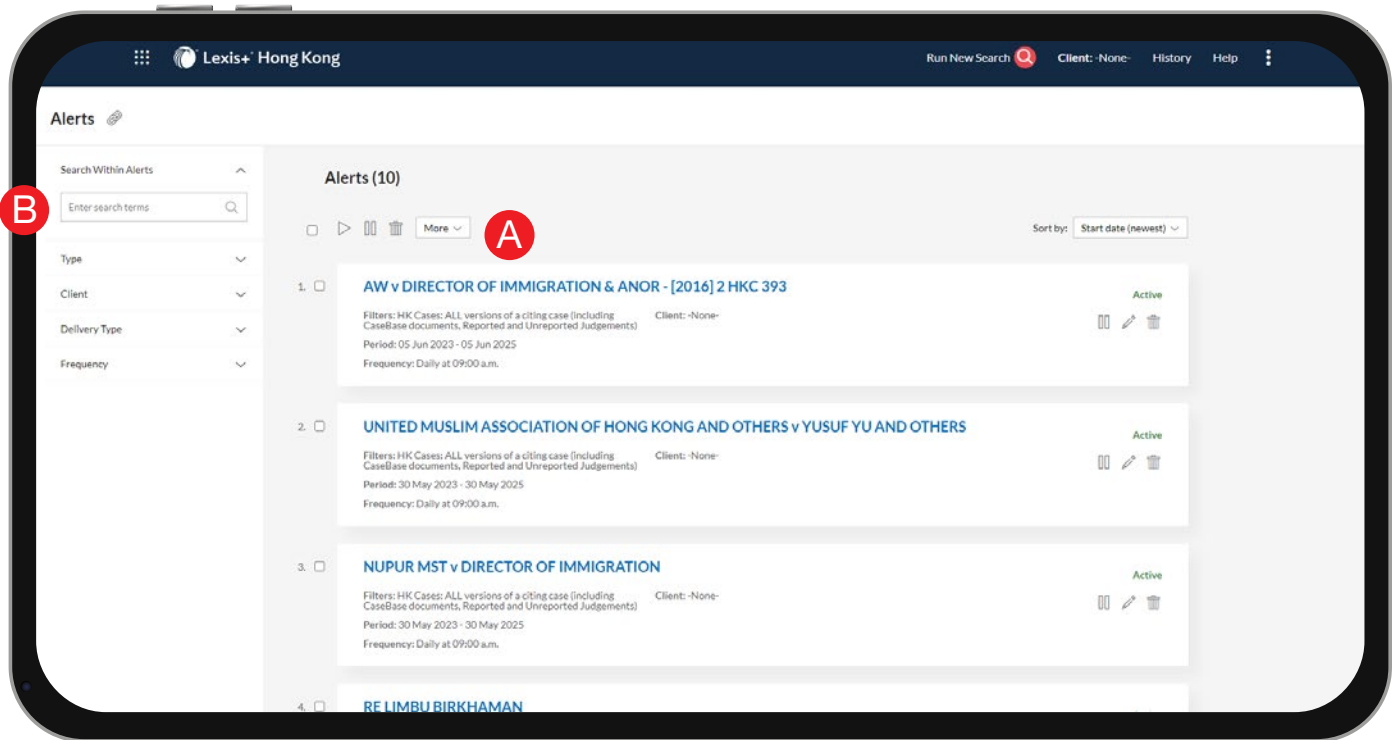 Lexis+ Hong Kong
Run New Search
Client: -None-
History
Help
Alerts
Search Within Alerts
B
Enter search terms
Type
Client
Delivery Type
Frequency
Alerts (10)
More
A
Sort by: Start date (newest)
1.
AW v DIRECTOR OF IMMIGRATION & ANOR - [2016] 2 HKC 393
Active
Filters: HK Cases: ALL versions of a citing case (including
CaseBase documents, Reported and Unreported Judgements)
Client: -None-
Period: 05 Jun 2023 - 05 Jun 2025
Frequency: Daily at 09:00 a.m.
2.
UNITED MUSLIM ASSOCIATION OF HONG KONG AND OTHERS v YUSUF YU AND OTHERS
Active
Filters: HK Cases: ALL versions of a citing case (including
CaseBase documents, Reported and Unreported Judgements)
Client: -None-
Period: 30 May 2023 - 30 May 2025
Frequency: Daily at 09:00 a.m.
3.
NUPUR MST v DIRECTOR OF IMMIGRATION
Active
Filters: HK Cases: ALL versions of a citing case (including
CaseBase documents, Reported and Unreported Judgements)
Client: -None-
Period: 30 May 2023 - 30 May 2025
Frequency: Daily at 09:00 a.m.
4.
RE LIMBU BIRKHAMAN